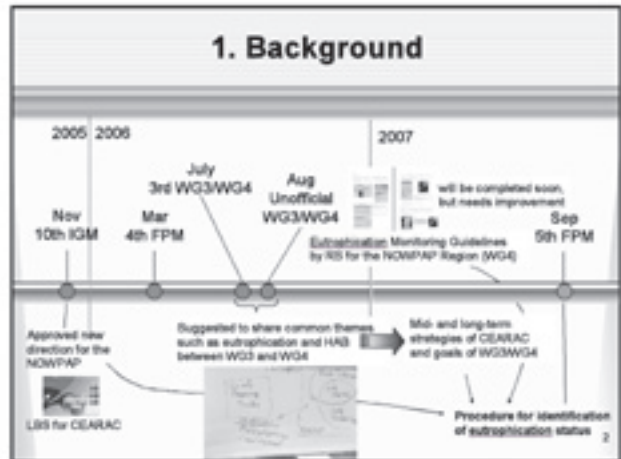 1. Background
2005 2006
2007
July
3rd WG3/WG4
Aug
Unofficial
WG3/WG4
will be completed soon,
but needs improvement
Nov
10th IGM
Mar
4th FPM
Sep
5th FPM
Eutrophication Monitoring Guidelines
by RS for the NOWPAP Region (WG4)
Approved new
direction for the
NOWPAP
LBS for CEARAC
Suggested to share common themes
such as eutrophication and HAB
between WG3 and WG4
Mid- and long-term
strategies of CEARAC
and goals of WG3/WG4
Procedure for identification
of eutrophication status
2